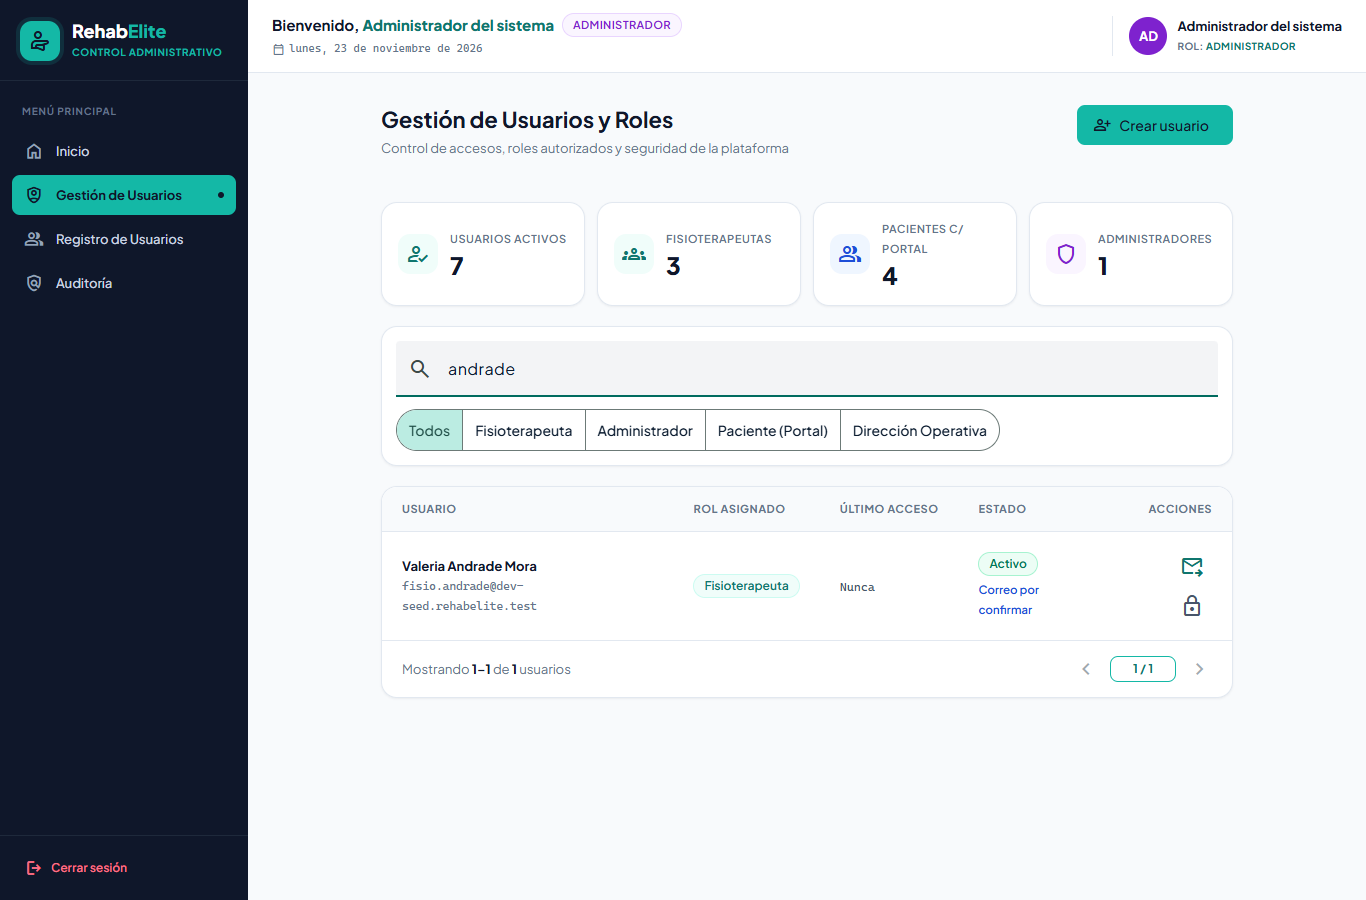 RehabElite
CONTROL ADMINISTRATIVO
MENÚ PRINCIPAL
Inicio
Gestión de Usuarios
Registro de Usuarios
Auditoría
Cerrar sesión
Bienvenido, Administrador del sistema ADMINISTRADOR
lunes, 23 de noviembre de 2026
AD
Administrador del sistema
ROL: ADMINISTRADOR
Gestión de Usuarios y Roles
Control de accesos, roles autorizados y seguridad de la plataforma
Crear usuario
USUARIOS ACTIVOS
7
FISIOTERAPEUTAS
3
PACIENTES C/
PORTAL
4
ADMINISTRADORES
1
andrade
Todos Fisioterapeuta Administrador Paciente (Portal) Dirección Operativa
USUARIO ROL ASIGNADO ÚLTIMO ACCESO ESTADO ACCIONES
Valeria Andrade Mora
fisio.andrade@dev-
seed.rehabelite.test
Fisioterapeuta
Nunca
Activo
Correo por
confirmar
Mostrando 1–1 de 1 usuarios
1 / 1